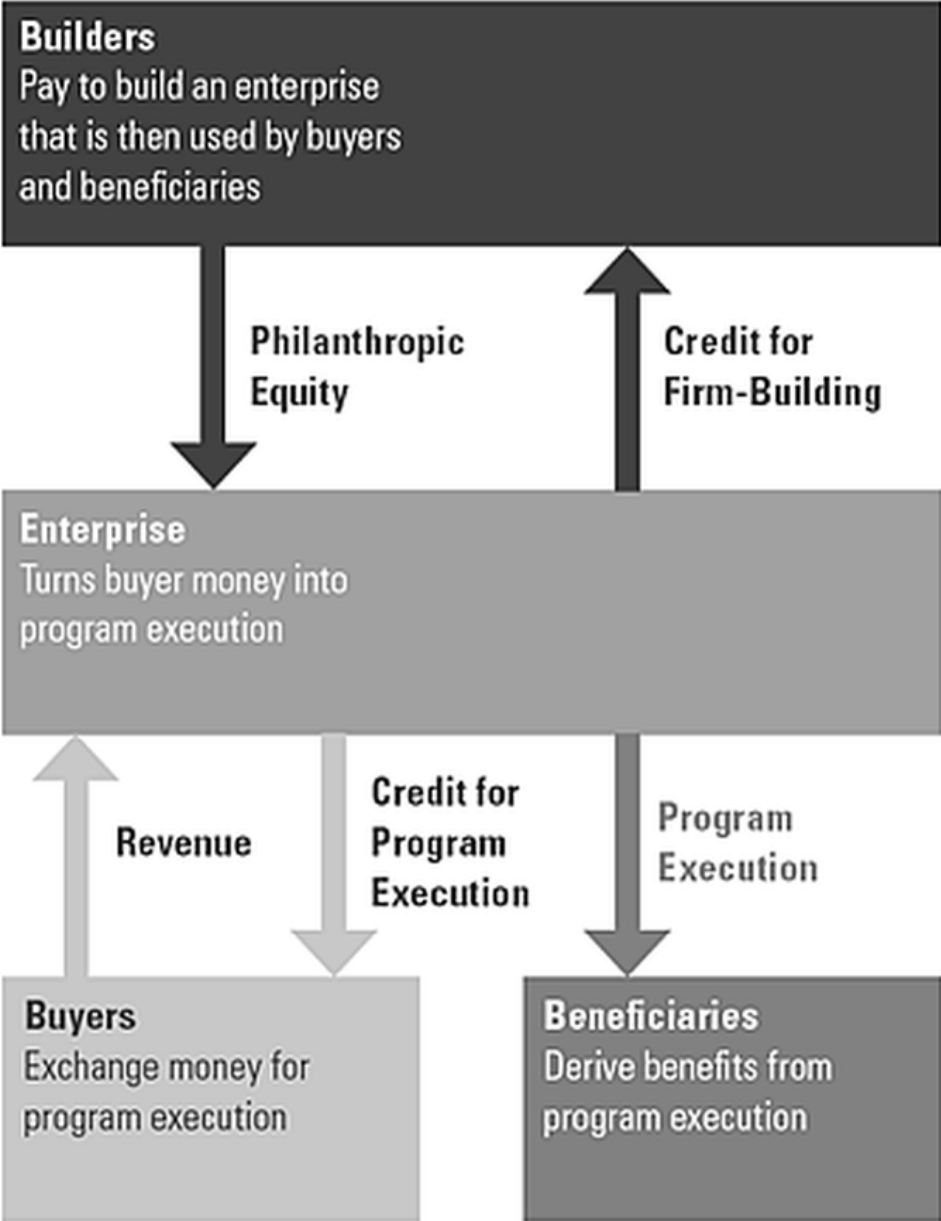 Builders
Pay to build an enterprise
that is then used by buyers
and beneficiaries
Philanthropic
Equity
Credit for
Firm-Building
Enterprise
Turns buyer money into
program execution
Revenue
Credit for
Program
Execution
Program
Execution
Buyers
Exchange money for
program execution
Beneficiaries
Derive benefits from
program execution